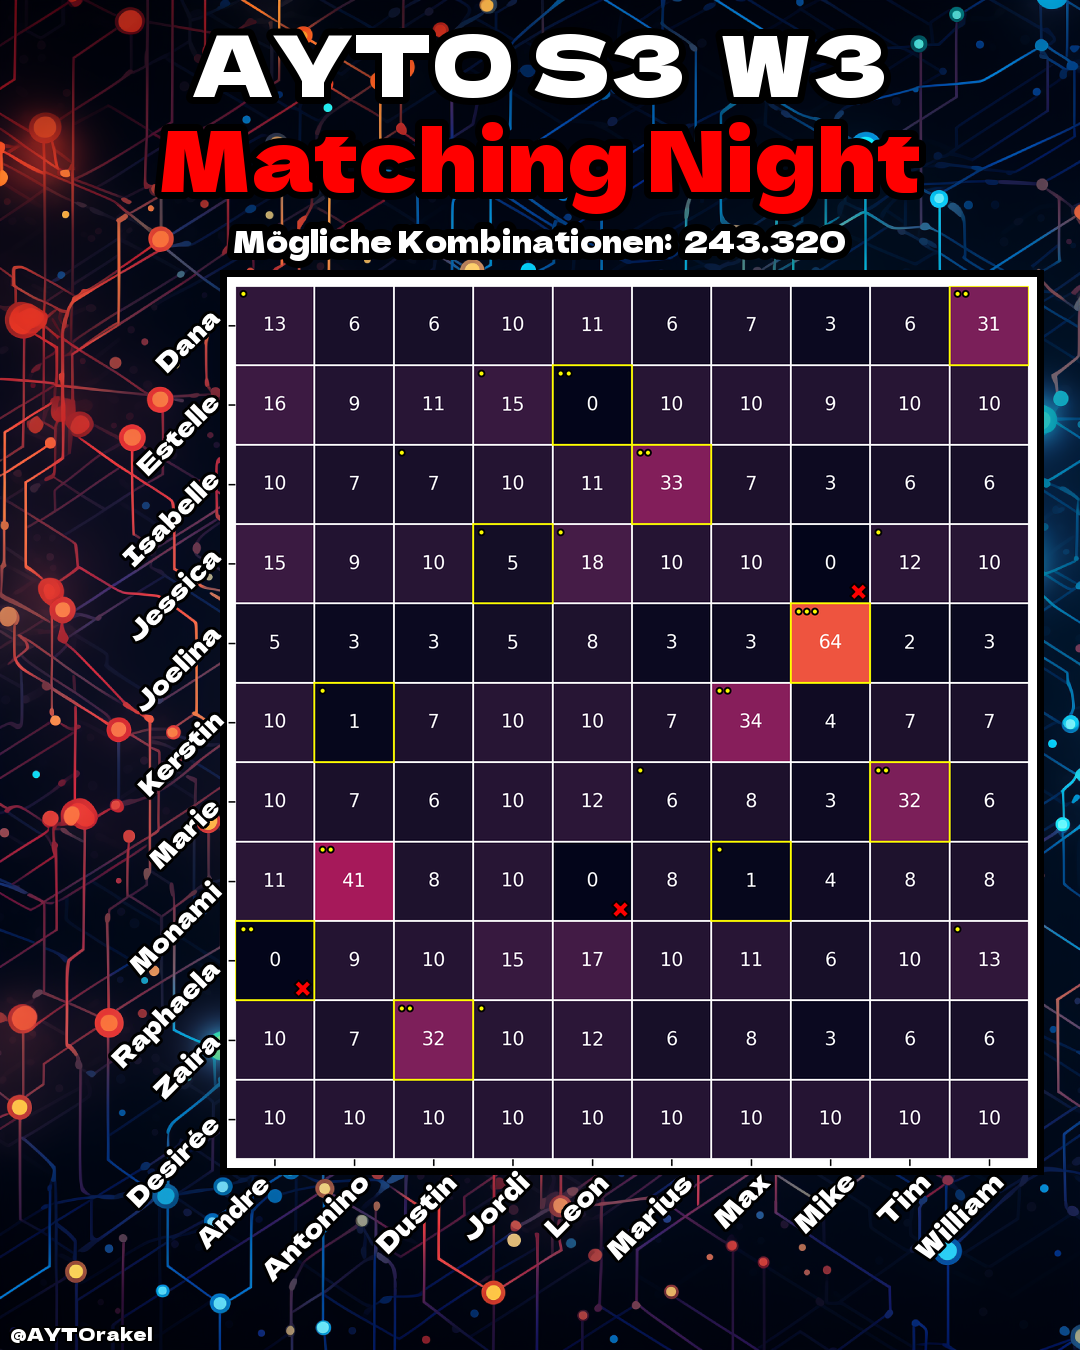 AYTO S3 W3
Matching Night
Mögliche Kombinationen: 243.320
Dana 13 6 6 10 11 6 7 3 6 31
Estelle 16 9 11 15 0 10 10 9 10 10
Isabelle 10 7 7 10 11 33 7 3 6 6
Jessica 15 9 10 5 18 10 10 0 12 10
Joelina 5 3 3 5 8 3 3 64 2 3
Kerstin 10 1 7 10 10 7 34 4 7 7
Marie 10 7 6 10 12 6 8 3 32 6
Monami 11 41 8 10 0 8 1 4 8 8
Raphaela 0 9 10 15 17 10 11 6 10 13
Zaira 10 7 32 10 12 6 8 3 6 6
Desirée 10 10 10 10 10 10 10 10 10 10
Andre Antonino Dustin Jordi Leon Marius Max Mike Tim William
@AYTOrakel